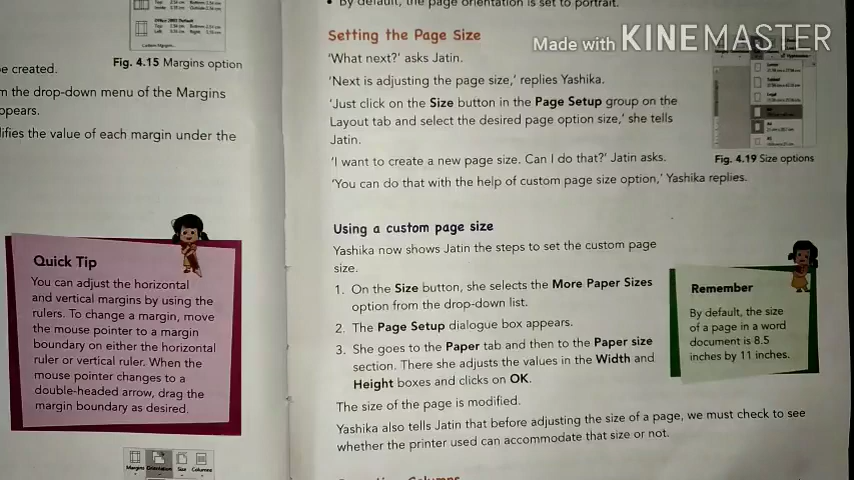 Office 2003 Default
Fig. 4.15 Margins option
be created.
m the drop-down menu of the Margins
ppears.
lifies the value of each margin under the
Quick Tip
You can adjust the horizontal
and vertical margins by using the
rulers. To change a margin, move
the mouse pointer to a margin
boundary on either the horizontal
ruler or vertical ruler. When the
mouse pointer changes to a
double-headed arrow, drag the
margin boundary as desired.
Margins Orientation Size Columns
• By default, the page orientation is set to portrait.
Setting the Page Size
Made with KINEMASTER
'What next?' asks Jatin.
'Next is adjusting the page size,' replies Yashika.
'Just click on the Size button in the Page Setup group on the
Layout tab and select the desired page option size,' she tells
Jatin.
'I want to create a new page size. Can I do that?' Jatin asks.
'You can do that with the help of custom page size option,' Yashika replies.
Fig. 4.19 Size options
Using a custom page size
Yashika now shows Jatin the steps to set the custom page
size.
1. On the Size button, she selects the More Paper Sizes
option from the drop-down list.
2. The Page Setup dialogue box appears.
3. She goes to the Paper tab and then to the Paper size
section. There she adjusts the values in the Width and
Height boxes and clicks on OK.
The size of the page is modified.
Yashika also tells Jatin that before adjusting the size of a page, we must check to see
whether the printer used can accommodate that size or not.
Remember
By default, the size
of a page in a word
document is 8.5
inches by 11 inches.